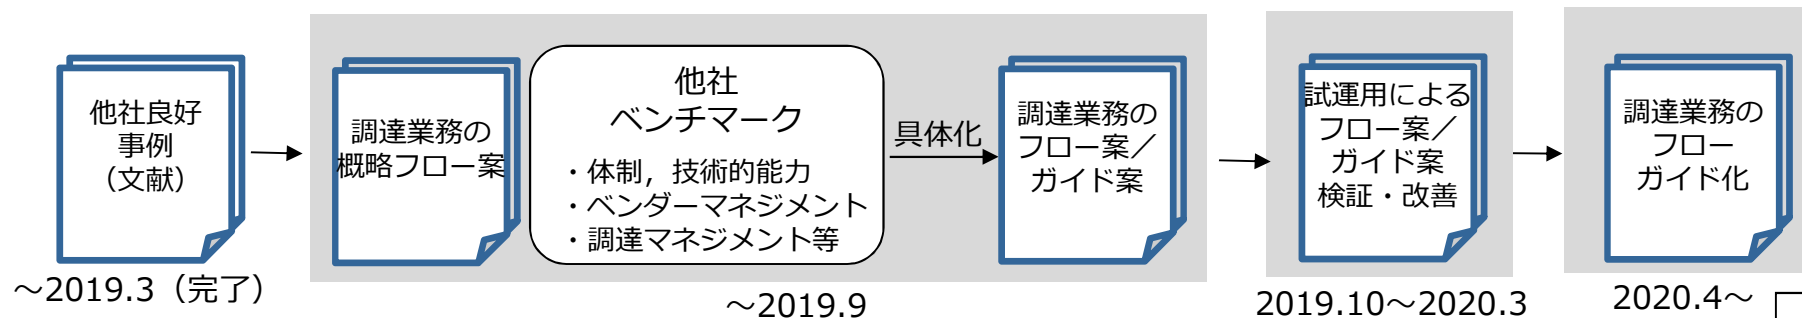 他社良好
事例
（文献）
～2019.3（完了）
調達業務の
概略フロー案
他社
ベンチマーク
・体制，技術的能力
・ベンダーマネジメント
・調達マネジメント等
具体化
調達業務の
フロー案／
ガイド案
～2019.9
試運用による
フロー案／
ガイド案
検証・改善
2019.10～2020.3
調達業務の
フロー
ガイド化
2020.4～